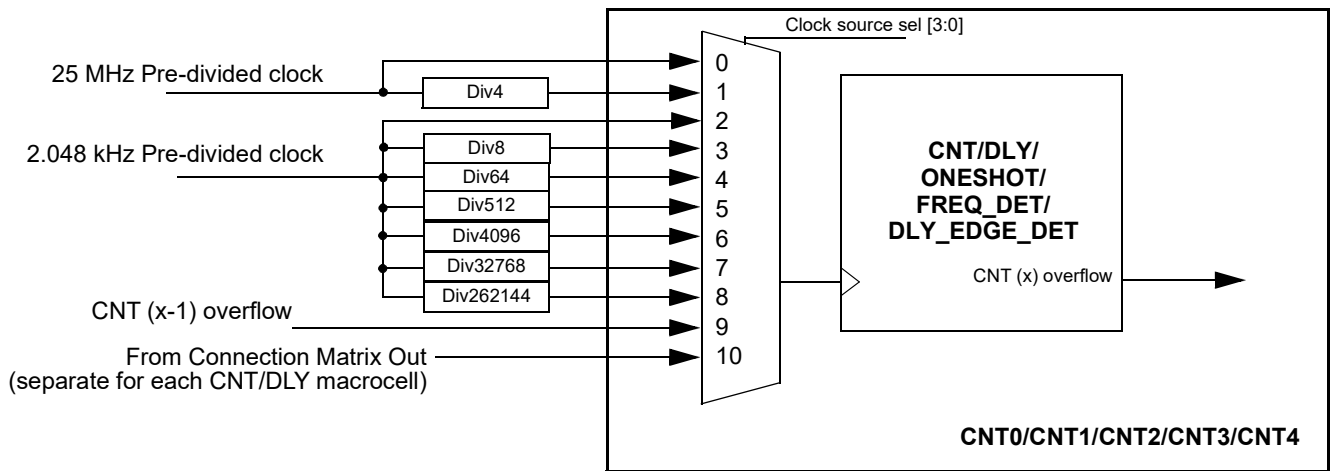 Clock source sel [3:0]
25 MHz Pre-divided clock
Div4
2.048 kHz Pre-divided clock
Div8
Div64
Div512
Div4096
Div32768
Div262144
CNT (x-1) overflow
From Connection Matrix Out
(separate for each CNT/DLY macrocell)
0
1
2
3
4
5
6
7
8
9
10
CNT/DLY/
ONESHOT/
FREQ_DET/
DLY_EDGE_DET
CNT (x) overflow
CNT0/CNT1/CNT2/CNT3/CNT4